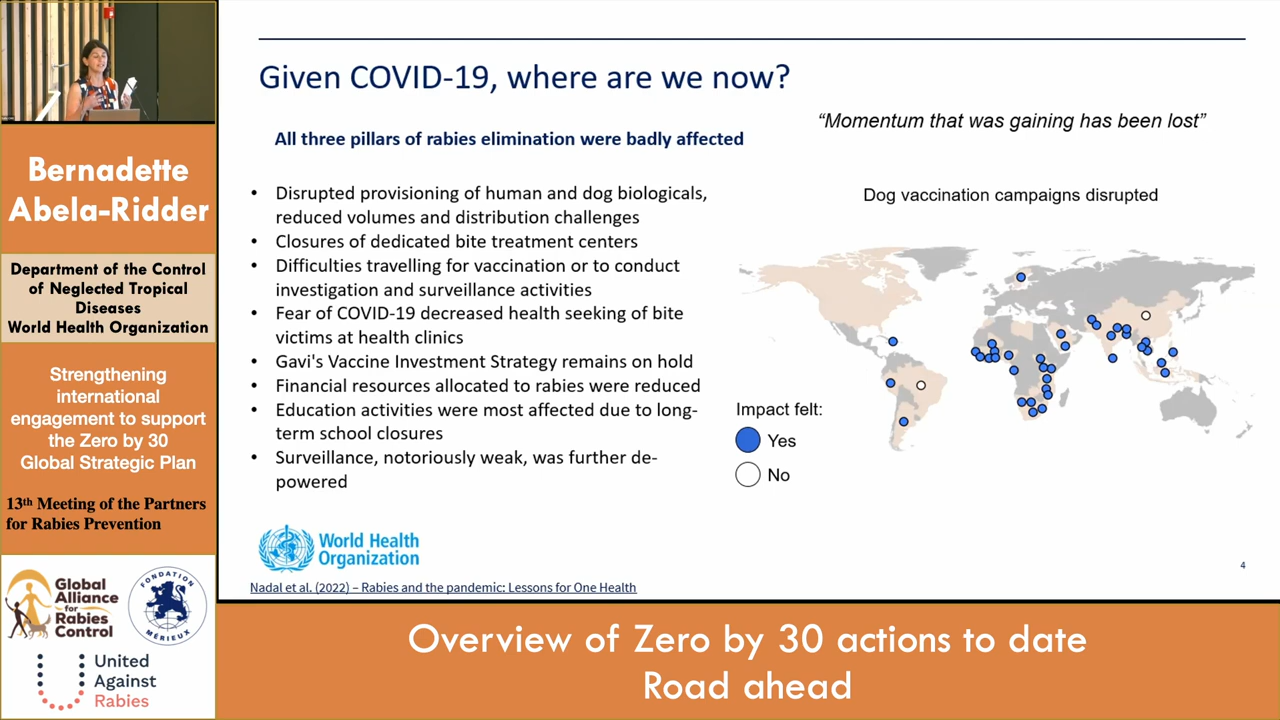 Bernadette
Abela-Ridder
Department of the Control
of Neglected Tropical
Diseases
World Health Organization
Strengthening
international
engagement to support
the Zero by 30
Global Strategic Plan
13th Meeting of the Partners
for Rabies Prevention
Global
Alliance
for
Rabies
Control
FONDATION
MÉRIEUX
United
Against
Rabies
Given COVID-19, where are we now?
All three pillars of rabies elimination were badly affected
• Disrupted provisioning of human and dog biologicals,
reduced volumes and distribution challenges
• Closures of dedicated bite treatment centers
• Difficulties travelling for vaccination or to conduct
investigation and surveillance activities
• Fear of COVID-19 decreased health seeking of bite
victims at health clinics
• Gavi's Vaccine Investment Strategy remains on hold
• Financial resources allocated to rabies were reduced
• Education activities were most affected due to long-
term school closures
• Surveillance, notoriously weak, was further de-
powered
“Momentum that was gaining has been lost”
Dog vaccination campaigns disrupted
Impact felt:
Yes
No
World Health
Organization
Nadal et al. (2022) – Rabies and the pandemic: Lessons for One Health
4
Overview of Zero by 30 actions to date
Road ahead